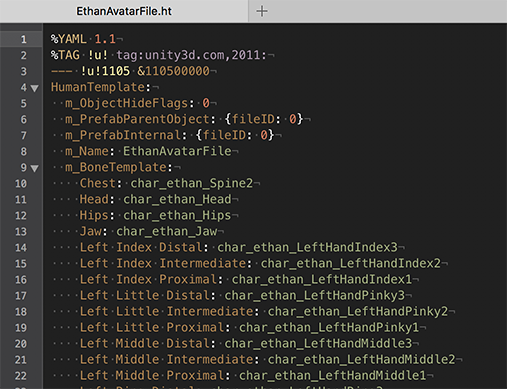 EthanAvatarFile.ht
1 %YAML 1.1
2 %TAG !u! tag:unity3d.com,2011:
3 --- !u!1105 &110500000
4 HumanTemplate:
5 m_ObjectHideFlags: 0
6 m_PrefabParentObject: {fileID: 0}
7 m_PrefabInternal: {fileID: 0}
8 m_Name: EthanAvatarFile
9 m_BoneTemplate:
10 Chest: char_ethan_Spine2
11 Head: char_ethan_Head
12 Hips: char_ethan_Hips
13 Jaw: char_ethan_Jaw
14 Left Index Distal: char_ethan_LeftHandIndex3
15 Left Index Intermediate: char_ethan_LeftHandIndex2
16 Left Index Proximal: char_ethan_LeftHandIndex1
17 Left Little Distal: char_ethan_LeftHandPinky3
18 Left Little Intermediate: char_ethan_LeftHandPinky2
19 Left Little Proximal: char_ethan_LeftHandPinky1
20 Left Middle Distal: char_ethan_LeftHandMiddle3
21 Left Middle Intermediate: char_ethan_LeftHandMiddle2
22 Left Middle Proximal: char_ethan_LeftHandMiddle1